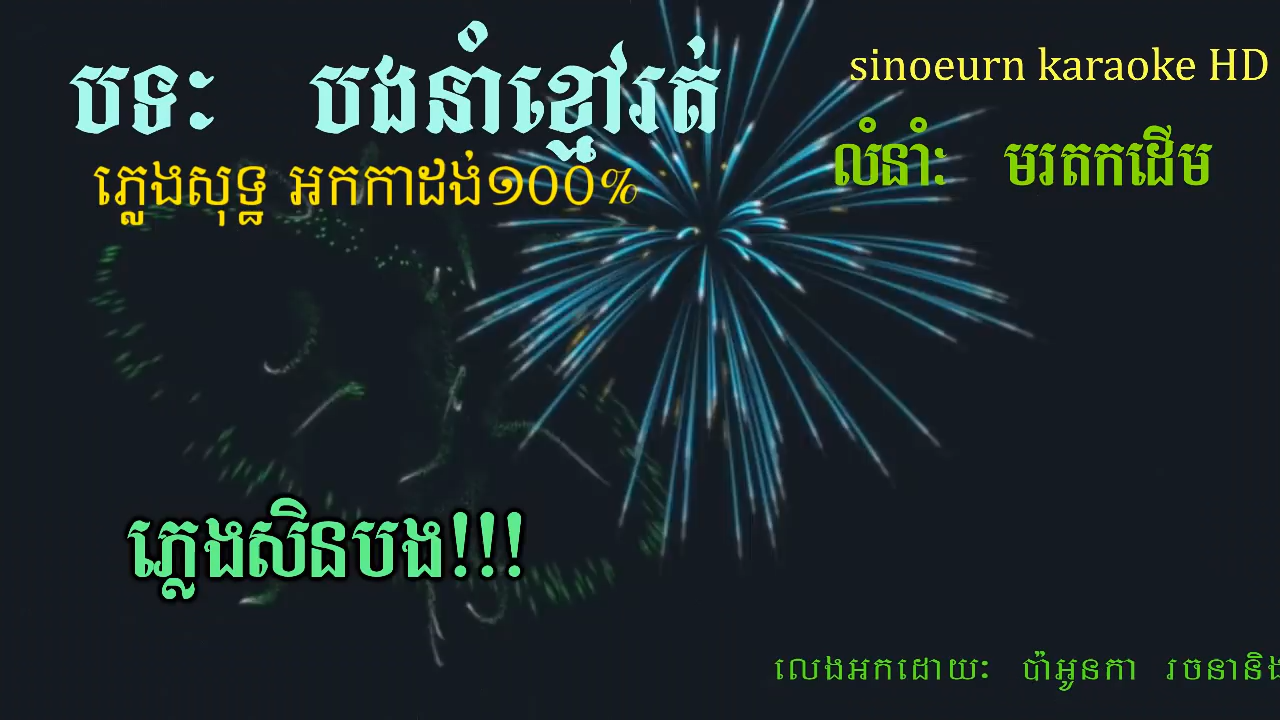 បទៈ បងនាំខ្មៅរត់
sinoeurn karaoke HD
ភ្លេងសុទ្ឋ អកកាដង់១០០%
លំនាំៈ មរតកដើម
ភ្លេងសិនបង!!!
លេងអកដោយៈ ប៉ាអូនកា រចនានិង